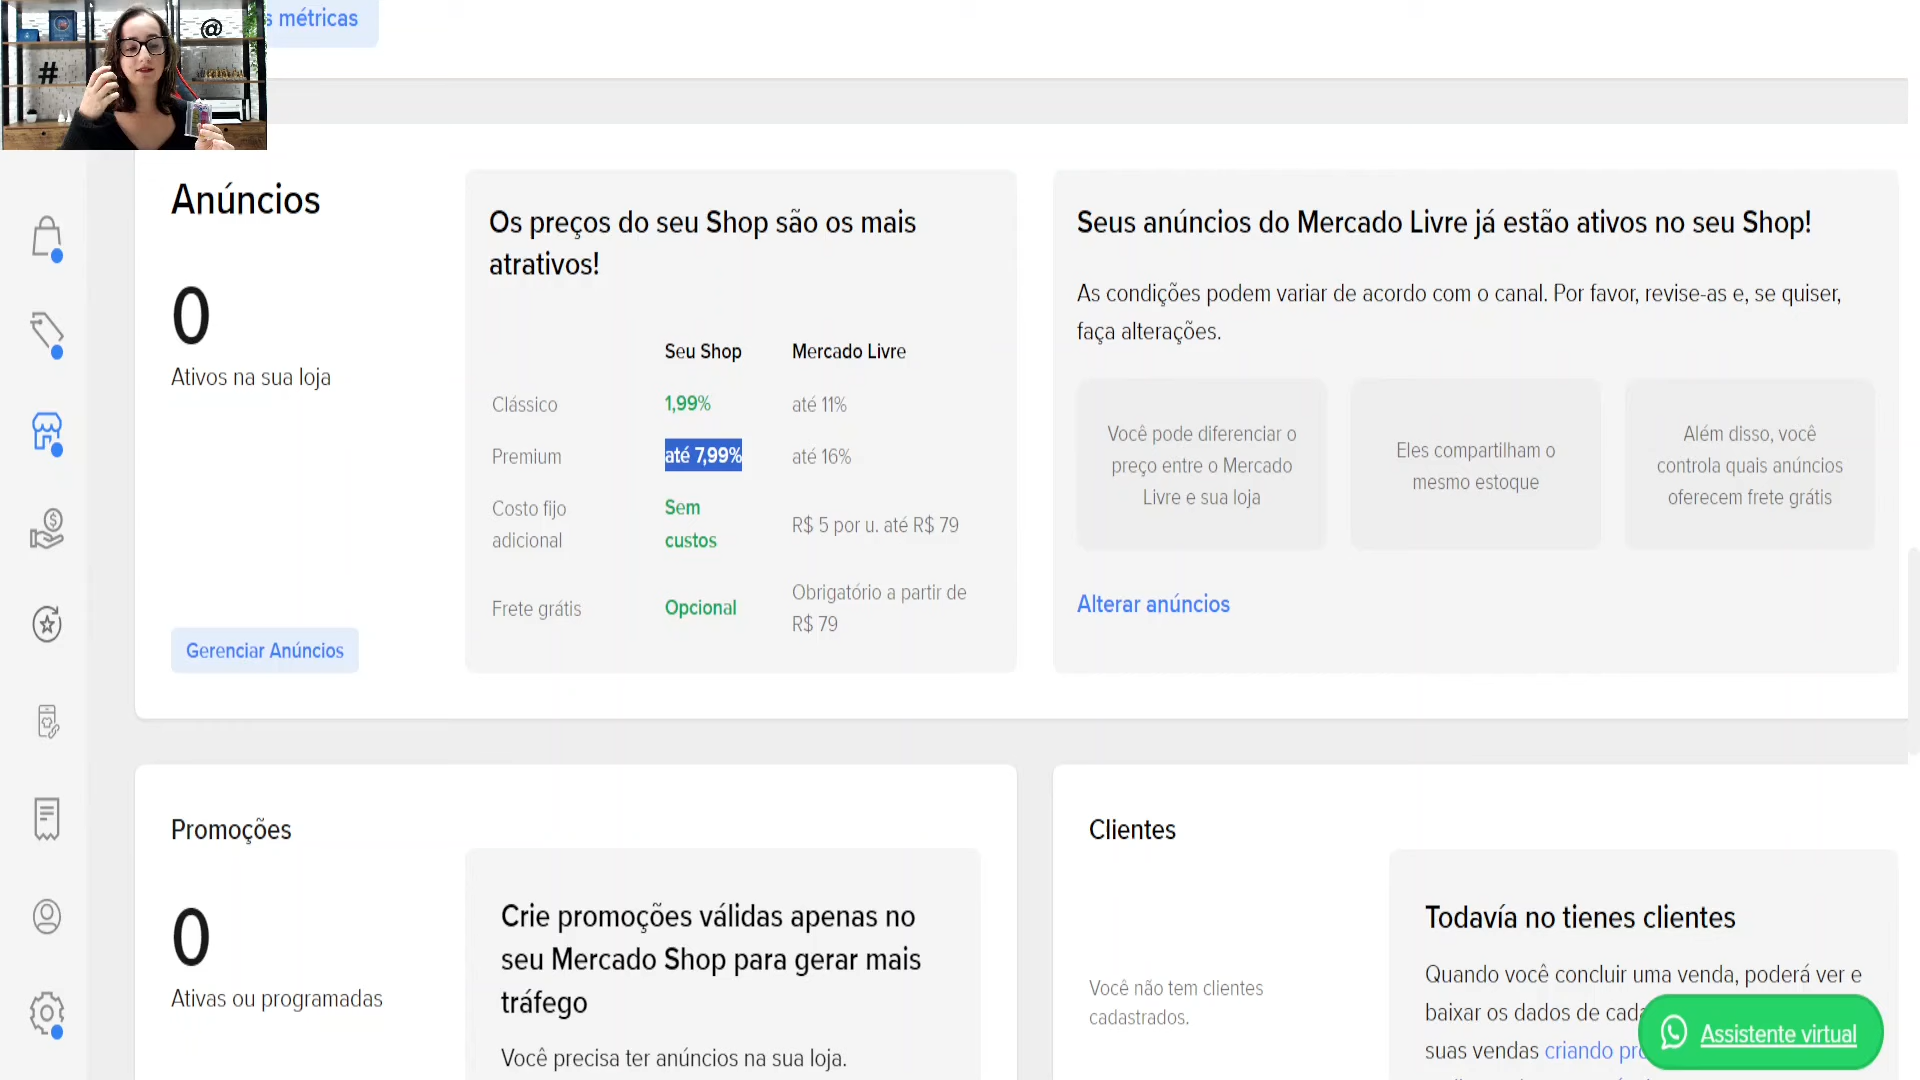 s métricas
@
#
Anúncios
0
Ativos na sua loja
Gerenciar Anúncios
Os preços do seu Shop são os mais
atrativos!
Seu Shop Mercado Livre
Clássico 1,99% até 11%
Premium até 7,99% até 16%
Costo fijo
adicional
Sem
custos
R$ 5 por u. até R$ 79
Frete grátis Opcional
Obrigatório a partir de
R$ 79
Seus anúncios do Mercado Livre já estão ativos no seu Shop!
As condições podem variar de acordo com o canal. Por favor, revise-as e, se quiser,
faça alterações.
Você pode diferenciar o
preço entre o Mercado
Livre e sua loja
Eles compartilham o
mesmo estoque
Além disso, você
controla quais anúncios
oferecem frete grátis
Alterar anúncios
Promoções
0
Ativas ou programadas
Crie promoções válidas apenas no
seu Mercado Shop para gerar mais
tráfego
Você precisa ter anúncios na sua loja.
Clientes
Você não tem clientes
cadastrados.
Todavía no tienes clientes
Quando você concluir uma venda, poderá ver e
baixar os dados de cada
suas vendas criando pro
Assistente virtual